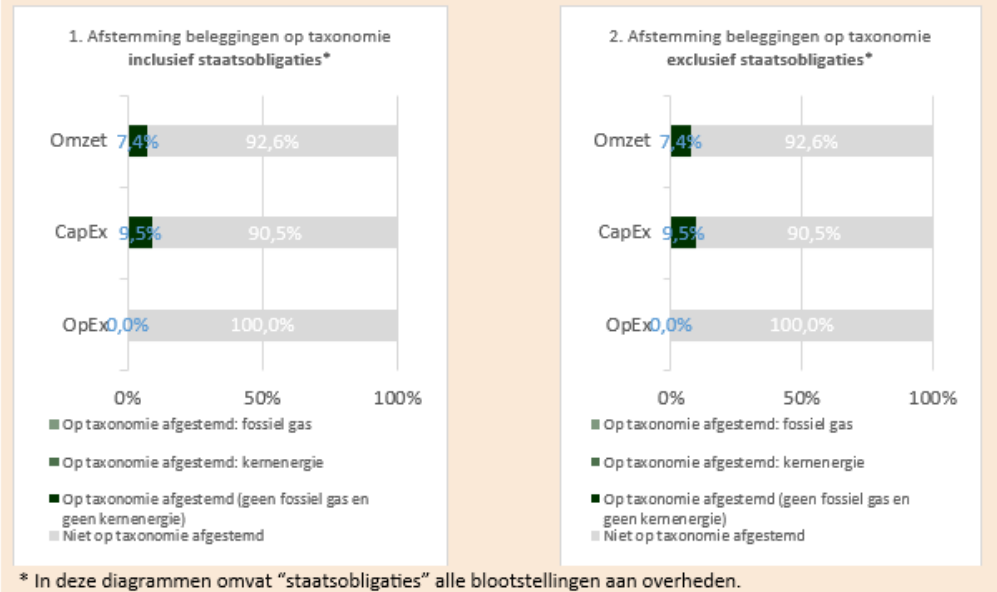 1. Afstemming beleggingen op taxonomie
inclusief staatsobligaties*
Omzet 7,4% 92,6%
CapEx 9,5% 90,5%
OpEx 0,0% 100,0%
0% 50% 100%
Op taxonomie afgestemd: fossiel gas
Op taxonomie afgestemd: kernenergie
Op taxonomie afgestemd (geen fossiel gas en
geen kernenergie)
Niet op taxonomie afgestemd
2. Afstemming beleggingen op taxonomie
exclusief staatsobligaties*
Omzet 7,4% 92,6%
CapEx 9,5% 90,5%
OpEx 0,0% 100,0%
0% 50% 100%
Op taxonomie afgestemd: fossiel gas
Op taxonomie afgestemd: kernenergie
Op taxonomie afgestemd (geen fossiel gas en
geen kernenergie)
Niet op taxonomie afgestemd
* In deze diagrammen omvat “staatsobligaties” alle blootstellingen aan overheden.